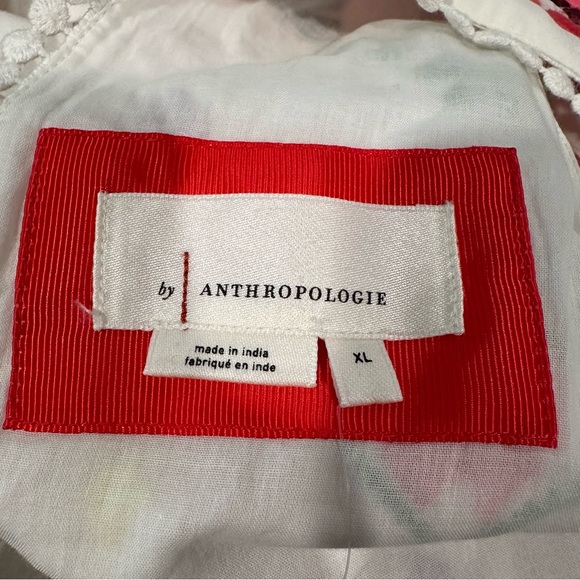 by | ANTHROPOLOGIE
made in india
fabriqué en inde
XL